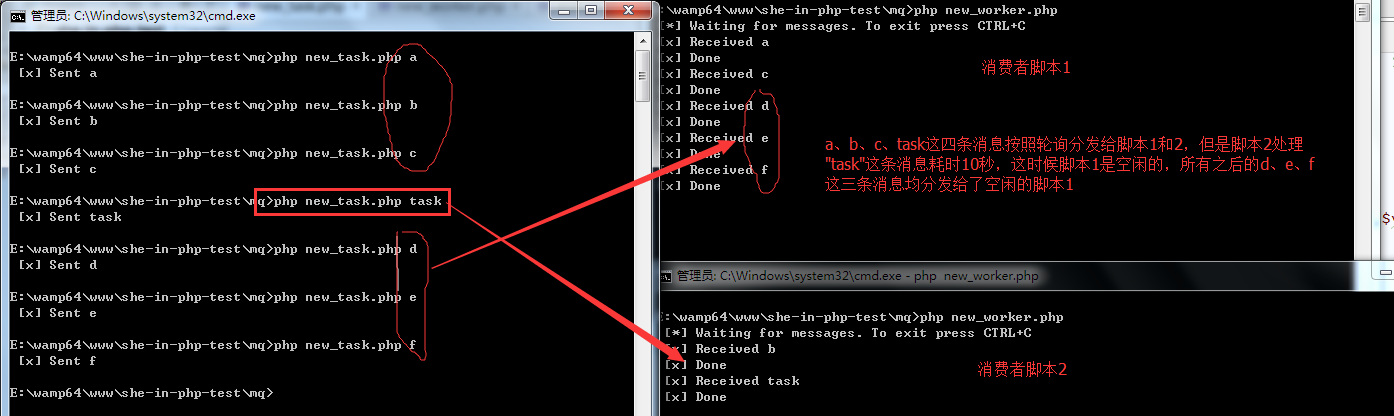 管理员: C:\Windows\system32\cmd.exe
E:\wamp64\www\she-in-php-test\mq>php new_task.php a
[x] Sent a
E:\wamp64\www\she-in-php-test\mq>php new_task.php b
[x] Sent b
E:\wamp64\www\she-in-php-test\mq>php new_task.php c
[x] Sent c
E:\wamp64\www\she-in-php-test\mq>php new_task.php task
[x] Sent task
E:\wamp64\www\she-in-php-test\mq>php new_task.php d
[x] Sent d
E:\wamp64\www\she-in-php-test\mq>php new_task.php e
[x] Sent e
E:\wamp64\www\she-in-php-test\mq>php new_task.php f
[x] Sent f
E:\wamp64\www\she-in-php-test\mq>
:\wamp64\www\she-in-php-test\mq>php new_worker.php
[*] Waiting for messages. To exit press CTRL+C
[x] Received a
[x] Done
[x] Received c
[x] Done
[x] Received d
[x] Done
[x] Received e
[x] Done
[x] Received f
[x] Done
消费者脚本1
a、b、c、task这四条消息按照轮询分发给脚本1和2，但是脚本2处理
"task"这条消息耗时10秒，这时候脚本1是空闲的，所有之后的d、e、f
这三条消息均分发给了空闲的脚本1
管理员: C:\Windows\system32\cmd.exe - php new_worker.php
:\wamp64\www\she-in-php-test\mq>php new_worker.php
[*] Waiting for messages. To exit press CTRL+C
[x] Received b
[x] Done
[x] Received task
[x] Done
消费者脚本2